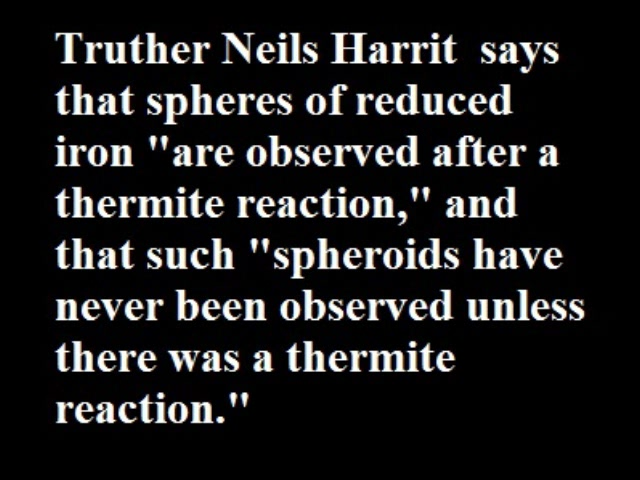 Truther Neils Harrit  says
that spheres of reduced
iron "are observed after a
thermite reaction," and
that such "spheroids have
never been observed unless
there was a thermite
reaction."